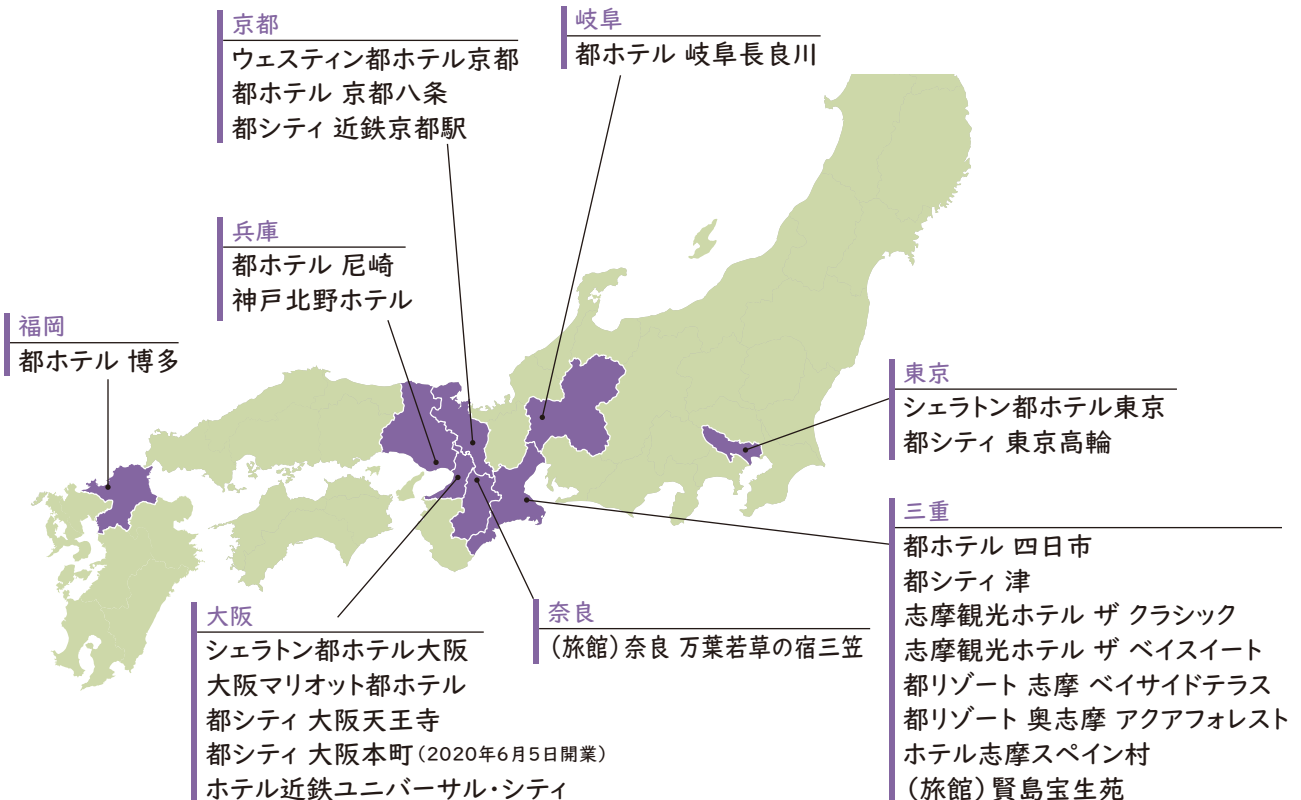 京都
ウェスティン都ホテル京都
都ホテル 京都八条
都シティ 近鉄京都駅
岐阜
都ホテル 岐阜長良川
兵庫
都ホテル 尼崎
神戸北野ホテル
福岡
都ホテル 博多
東京
シェラトン都ホテル東京
都シティ 東京高輪
三重
都ホテル 四日市
都シティ 津
志摩観光ホテル ザ クラシック
志摩観光ホテル ザ ベイスイート
都リゾート 志摩 ベイサイドテラス
都リゾート 奥志摩 アクアフォレスト
ホテル志摩スペイン村
(旅館)賢島宝生苑
大阪
シェラトン都ホテル大阪
大阪マリオット都ホテル
都シティ 大阪天王寺
都シティ 大阪本町(2020年6月5日開業)
ホテル近鉄ユニバーサル・シティ
奈良
(旅館)奈良 万葉若草の宿三笠